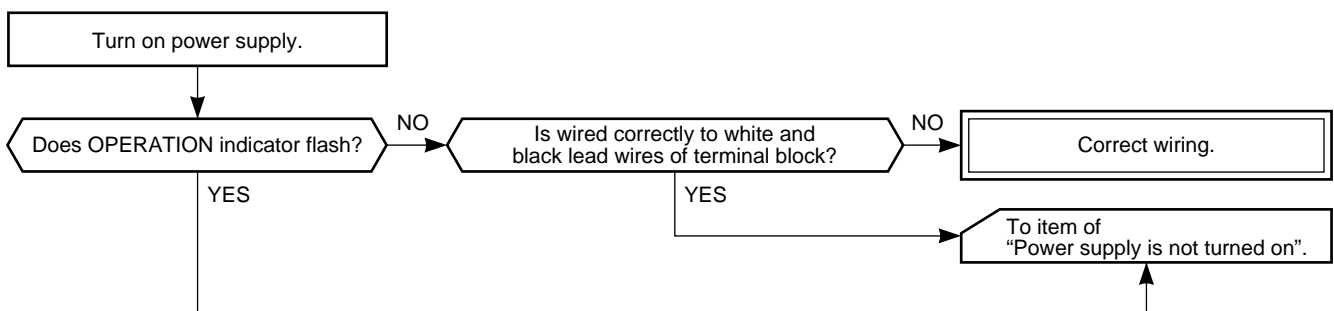 Turn on power supply.
Does OPERATION indicator flash?
NO
Is wired correctly to white and
black lead wires of terminal block?
NO
Correct wiring.
YES
YES
To item of
“Power supply is not turned on”.